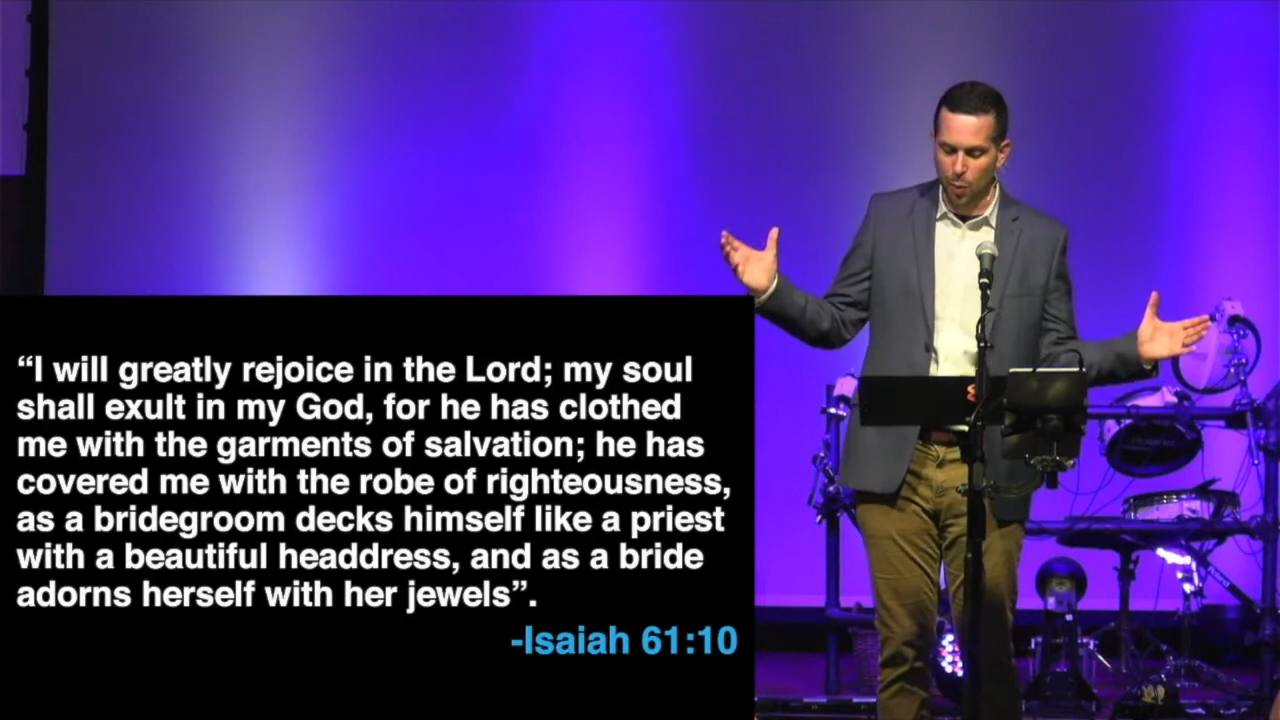 “I will greatly rejoice in the Lord; my soul
shall exult in my God, for he has clothed
me with the garments of salvation; he has
covered me with the robe of righteousness,
as a bridegroom decks himself like a priest
with a beautiful headdress, and as a bride
adorns herself with her jewels”.
-Isaiah 61:10